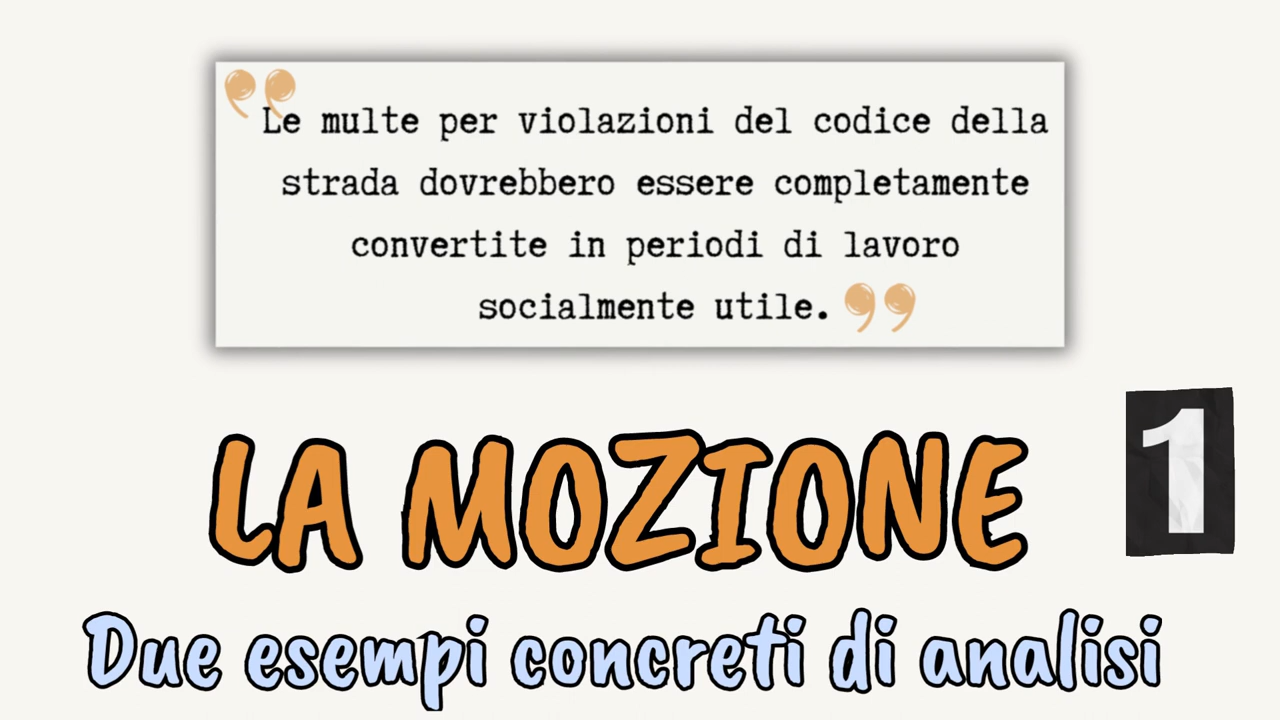 “Le multe per violazioni del codice della
strada dovrebbero essere completamente
convertite in periodi di lavoro
socialmente utile.”
LA MOZIONE
1
Due esempi concreti di analisi